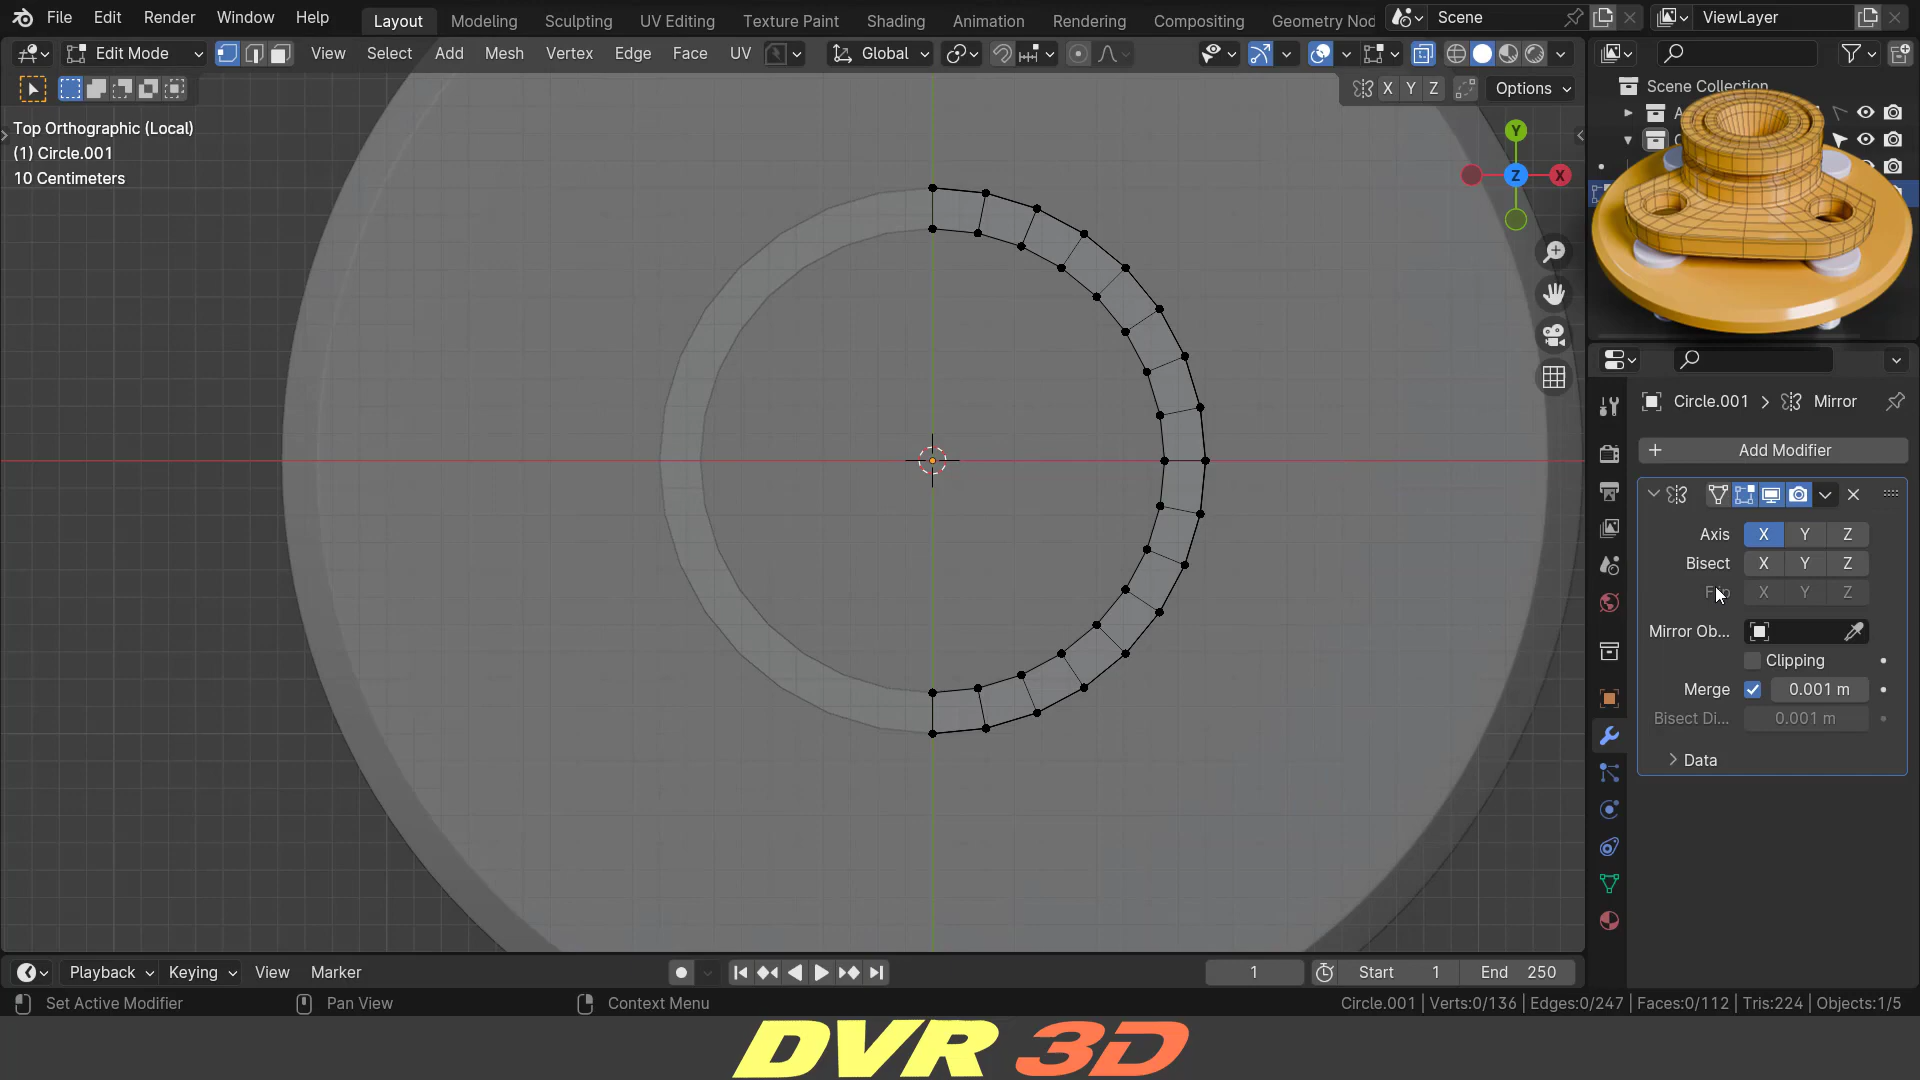 File Edit Render Window Help Layout Modeling Sculpting UV Editing Texture Paint Shading Animation Rendering Compositing Geometry Nod Scene ViewLayer
Edit Mode View Select Add Mesh Vertex Edge Face UV Global
X Y Z Options
Scene Collection
Top Orthographic (Local)
(1) Circle.001
10 Centimeters
Y
Z
X
Circle.001 > Mirror
+ Add Modifier
Axis X Y Z
Bisect X Y Z
X Y Z
Mirror Ob...
Clipping
Merge 0.001 m
Bisect Di... 0.001 m
> Data
Playback Keying View Marker 1 Start 1 End 250
Set Active Modifier Pan View Context Menu Circle.001 | Verts:0/136 | Edges:0/247 | Faces:0/112 | Tris:224 | Objects:1/5
DVR 3D